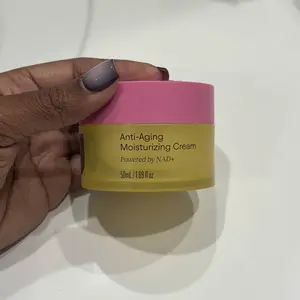 Anti-Aging
Moisturizing Cream
Powered by NAD+
50mL / 1.69 fl oz